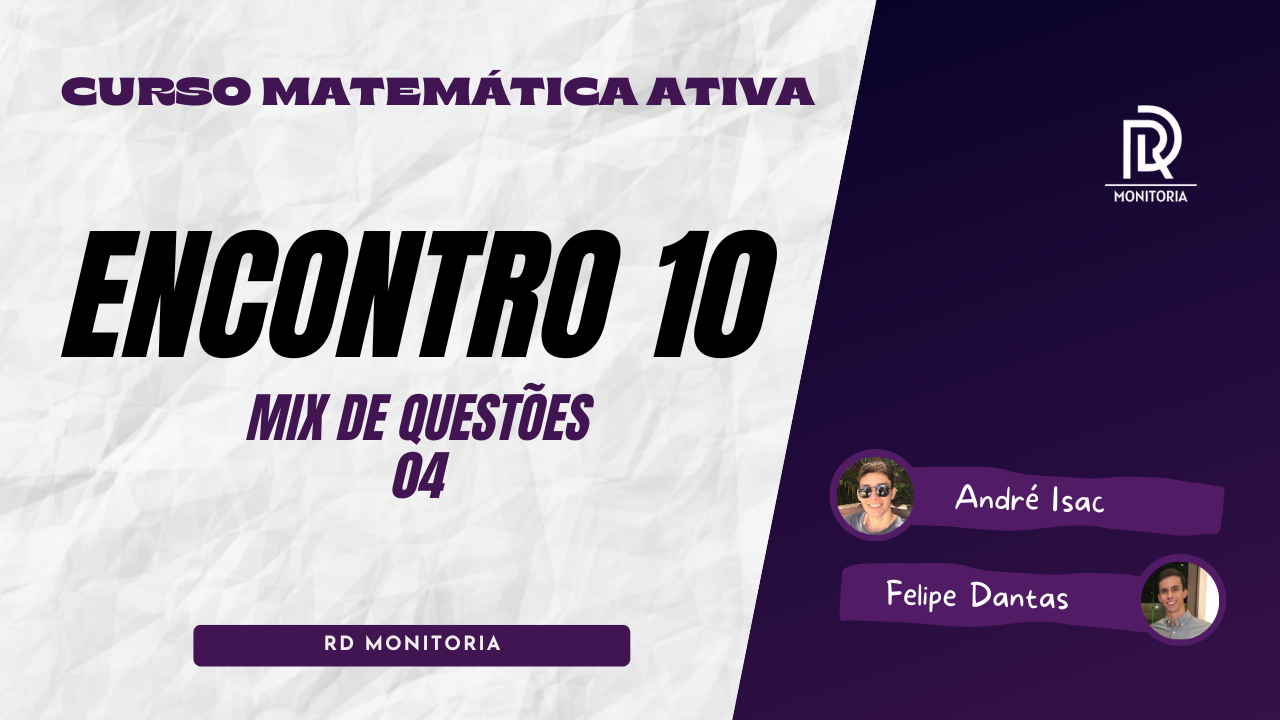 CURSO MATEMÁTICA ATIVA
RD
MONITORIA
ENCONTRO 10
MIX DE QUESTÕES
04
André Isac
Felipe Dantas
RD MONITORIA